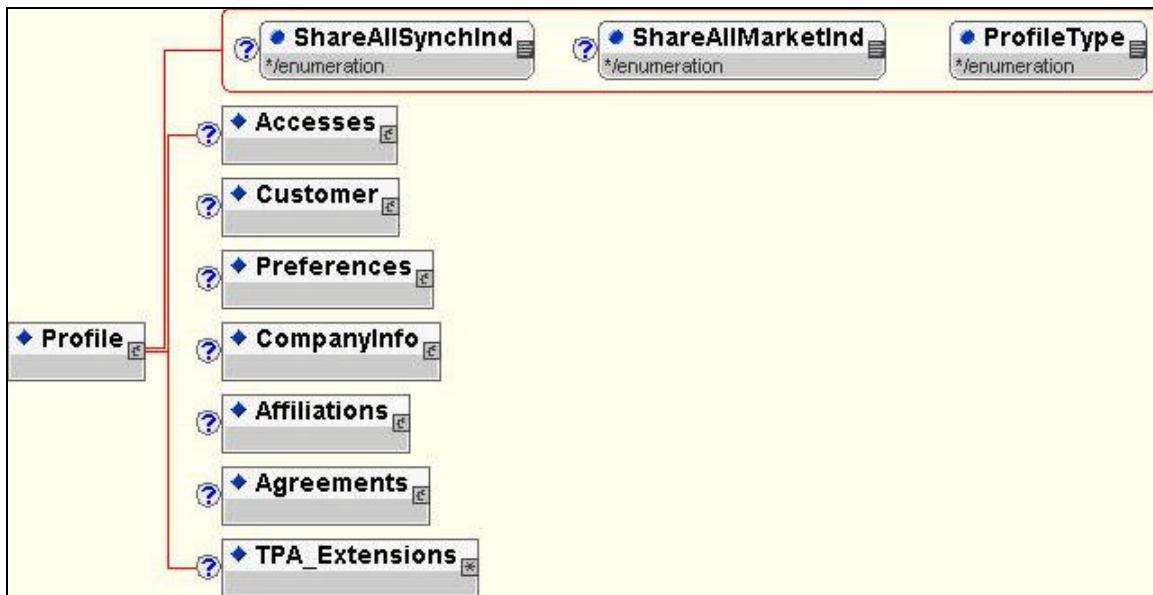 ? ShareAllSynchInd ? ShareAllMarketInd ProfileType
*/enumeration */enumeration */enumeration
? Accesses
? Customer
? Preferences
Profile ? CompanyInfo
? Affiliations
? Agreements
? TPA_Extensions *